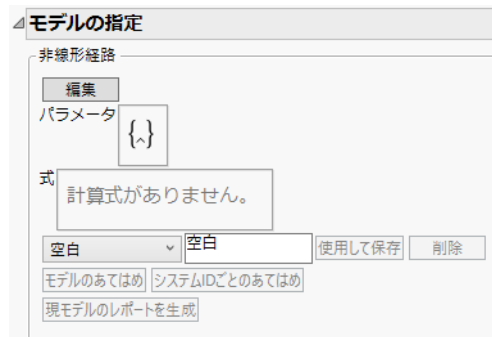 モデルの指定
非線形経路
編集
パラメータ {^}
式 計算式がありません。
空白 空白 使用して保存 削除
モデルのあてはめ システムIDごとのあてはめ
現モデルのレポートを生成